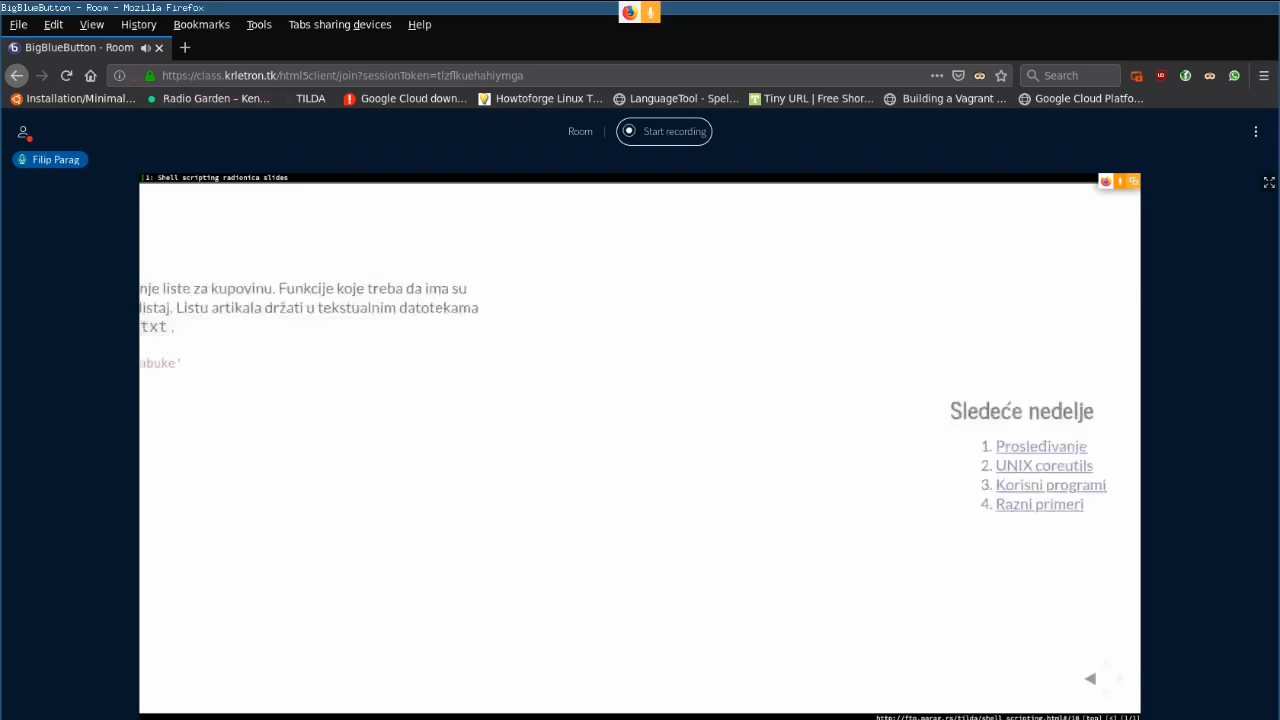 BigBlueButton - Room - Mozilla Firefox
File Edit View History Bookmarks Tools Tabs sharing devices Help
BigBlueButton - Room
https://class.krletron.tk/html5client/join?sessionToken=tlzflkuehahiymga
Search
Installation/Minimal... Radio Garden – Ken... TILDA Google Cloud down... Howtoforge Linux T... LanguageTool - Spel... Tiny URL | Free Shor... Building a Vagrant ... Google Cloud Platfo...
Room Start recording
Filip Parag
1: Shell scripting radionica slides
nje liste za kupovinu. Funkcije koje treba da ima su
listaj. Listu artikala držati u tekstualnim datotekama
txt .
abuke'
Sledeće nedelje
1. Prosleđivanje
2. UNIX coreutils
3. Korisni programi
4. Razni primeri